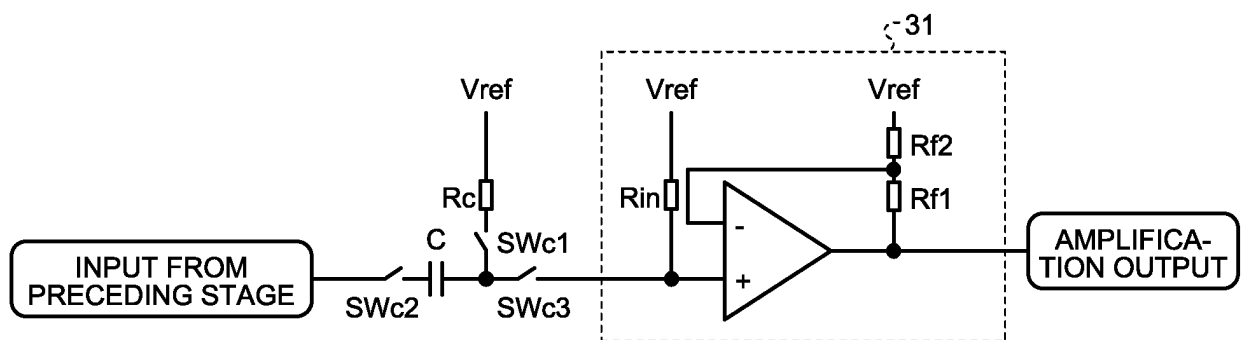 31
Vref
Vref
Vref
Rf2
Rc
Rin
Rf1
-
C
SWc1
INPUT FROM
PRECEDING STAGE
SWc2
SWc3
+
AMPLIFICA-
TION OUTPUT